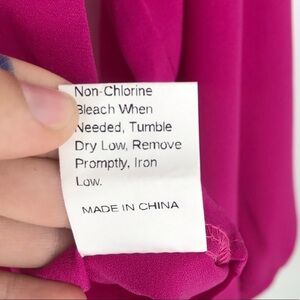 Non-Chlorine
Bleach When
Needed, Tumble
Dry Low, Remove
Promptly, Iron
Low.
MADE IN CHINA